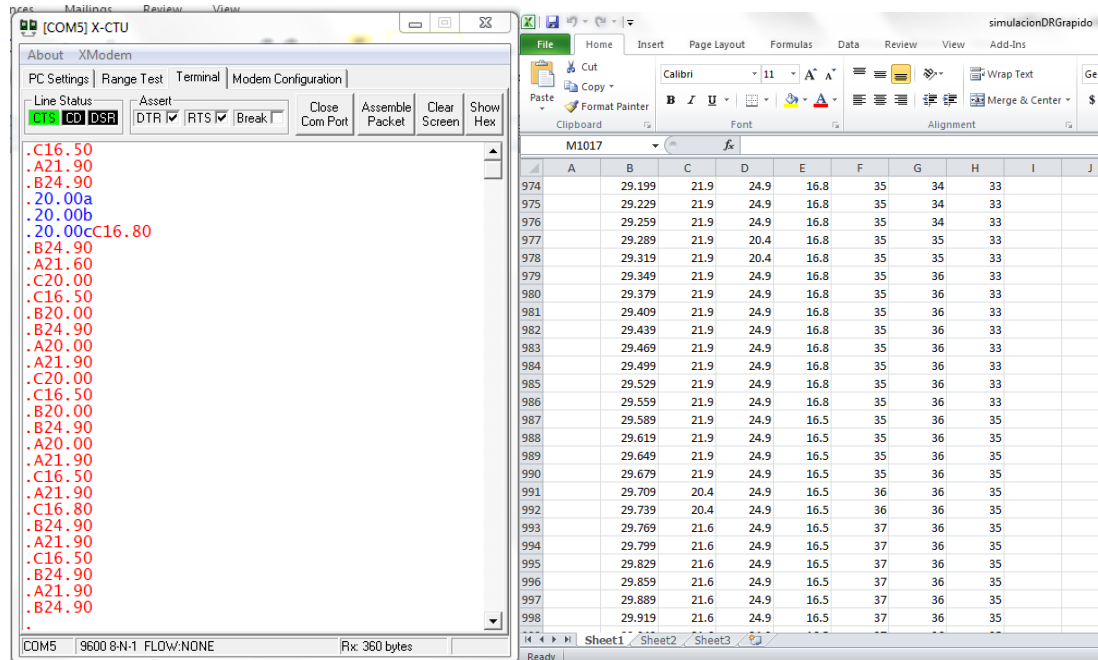 nces Mailings Review View
[COM5] X-CTU
About XModem
PC Settings Range Test Terminal Modem Configuration
Line Status
CTS CD DSR
Assert
DTR RTS Break
Close Com Port
Assemble Packet
Clear Screen
Show Hex
.C16.50
.A21.90
.B24.90
.20.00a
.20.00b
.20.00cC16.80
.B24.90
.A21.60
.C20.00
.C16.50
.B20.00
.B24.90
.A20.00
.A21.90
.C20.00
.C16.50
.B20.00
.B24.90
.A20.00
.A21.90
.C16.50
.A21.90
.C16.80
.B24.90
.A21.90
.C16.50
.B24.90
.A21.90
.B24.90
.
COM5 9600 8-N-1 FLOW:NONE Rx: 360 bytes
simulacionDRGrapido
File Home Insert Page Layout Formulas Data Review View Add-Ins
Paste
Cut
Copy
Format Painter
Clipboard
Calibri 11 A A
B I U A
Font
Wrap Text
Merge & Center
Alignment
Ge
$
M1017 fx
A B C D E F G H I J
974 29.199 21.9 24.9 16.8 35 34 33
975 29.229 21.9 24.9 16.8 35 34 33
976 29.259 21.9 24.9 16.8 35 34 33
977 29.289 21.9 20.4 16.8 35 35 33
978 29.319 21.9 20.4 16.8 35 35 33
979 29.349 21.9 24.9 16.8 35 36 33
980 29.379 21.9 24.9 16.8 35 36 33
981 29.409 21.9 24.9 16.8 35 36 33
982 29.439 21.9 24.9 16.8 35 36 33
983 29.469 21.9 24.9 16.8 35 36 33
984 29.499 21.9 24.9 16.8 35 36 33
985 29.529 21.9 24.9 16.8 35 36 33
986 29.559 21.9 24.9 16.8 35 36 33
987 29.589 21.9 24.9 16.5 35 36 35
988 29.619 21.9 24.9 16.5 35 36 35
989 29.649 21.9 24.9 16.5 35 36 35
990 29.679 21.9 24.9 16.5 35 36 35
991 29.709 20.4 24.9 16.5 36 36 35
992 29.739 20.4 24.9 16.5 36 36 35
993 29.769 21.6 24.9 16.5 37 36 35
994 29.799 21.6 24.9 16.5 37 36 35
995 29.829 21.6 24.9 16.5 37 36 35
996 29.859 21.6 24.9 16.5 37 36 35
997 29.889 21.6 24.9 16.5 37 36 35
998 29.919 21.6 24.9 16.5 37 36 35
Sheet1 Sheet2 Sheet3
Ready